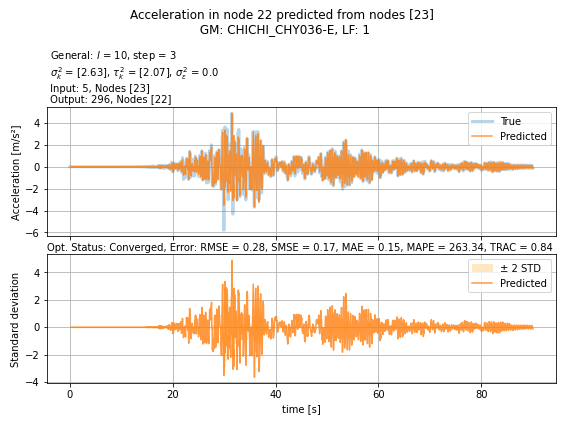 Acceleration in node 22 predicted from nodes [23]
GM: CHICHI_CHY036-E, LF: 1
General: l = 10, step = 3
σ²ₖ = [2.63], τ²ₖ = [2.07], σ²ε = 0.0
Input: 5, Nodes [23]
Output: 296, Nodes [22]
True
Predicted
4
2
0
−2
−4
−6
Acceleration [m/s²]
Opt. Status: Converged, Error: RMSE = 0.28, SMSE = 0.17, MAE = 0.15, MAPE = 263.34, TRAC = 0.84
± 2 STD
Predicted
4
2
0
−2
−4
Standard deviation
0 20 40 60 80
time [s]